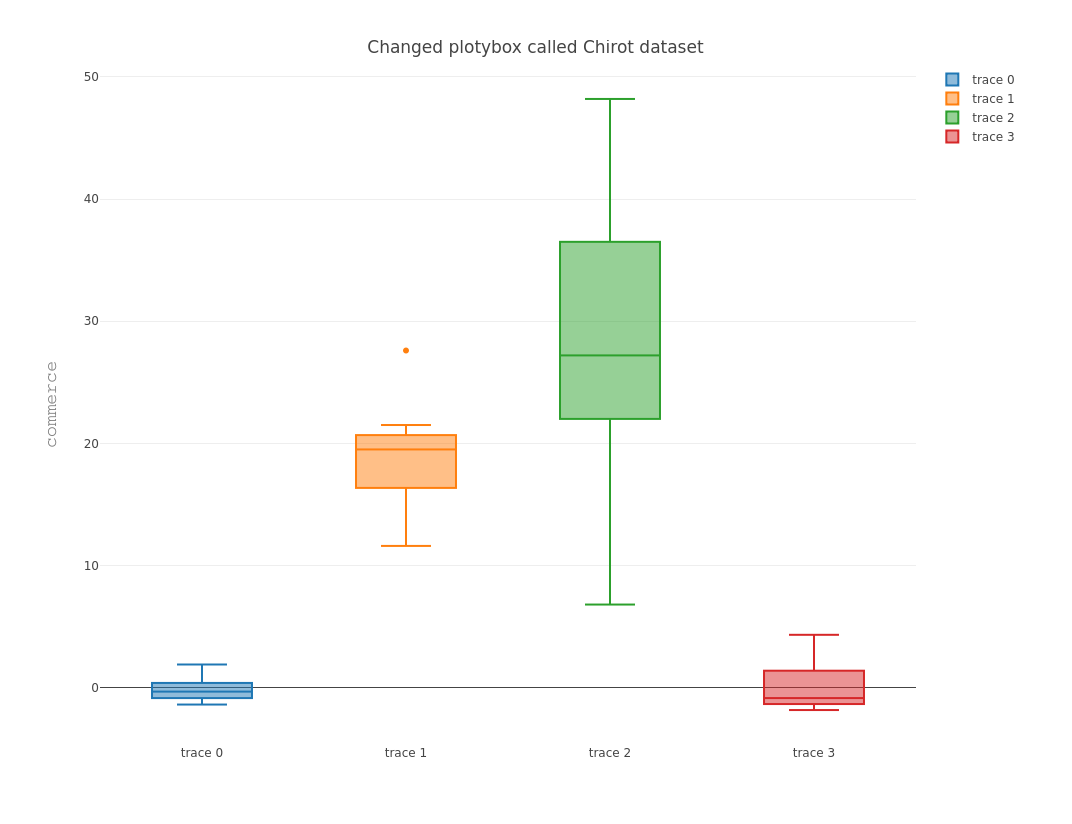 Changed plotybox called Chirot dataset
50
40
30
20
10
0
commerce
trace 0
trace 1
trace 2
trace 3
trace 0
trace 1
trace 2
trace 3